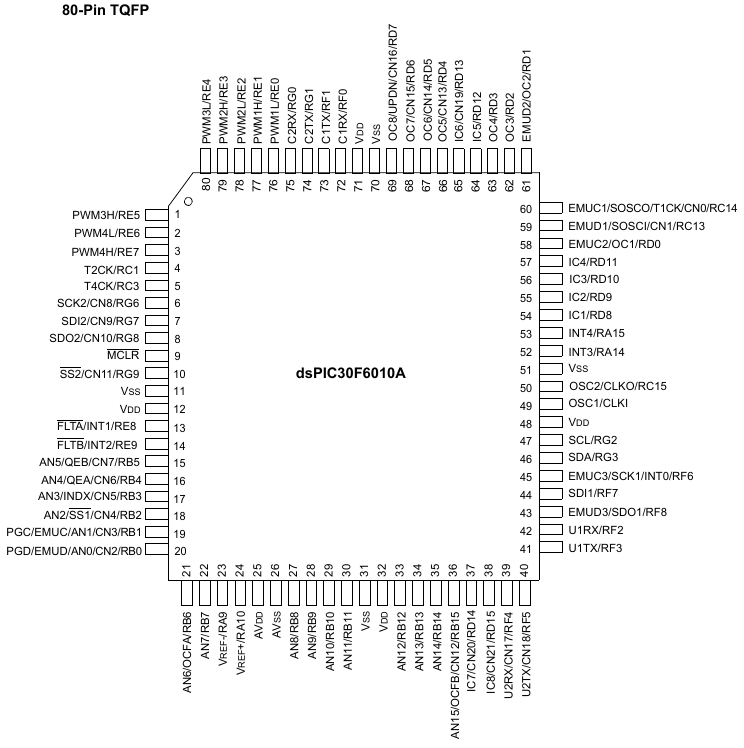 80-Pin TQFP
PWM3L/RE4
PWM2H/RE3
PWM2L/RE2
PWM1H/RE1
PWM1L/RE0
C2RX/RG0
C2TX/RG1
C1TX/RF1
C1RX/RF0
VDD
VSS
OC8/UPDN/CN16/RD7
OC7/CN15/RD6
OC6/CN14/RD5
OC5/CN13/RD4
IC6/CN19/RD13
IC5/RD12
OC4/RD3
OC3/RD2
EMUD2/OC2/RD1
80 79 78 77 76 75 74 73 72 71 70 69 68 67 66 65 64 63 62 61
PWM3H/RE5 1
PWM4L/RE6 2
PWM4H/RE7 3
T2CK/RC1 4
T4CK/RC3 5
SCK2/CN8/RG6 6
SDI2/CN9/RG7 7
SDO2/CN10/RG8 8
MCLR 9
SS2/CN11/RG9 10
VSS 11
VDD 12
FLTA/INT1/RE8 13
FLTB/INT2/RE9 14
AN5/QEB/CN7/RB5 15
AN4/QEA/CN6/RB4 16
AN3/INDX/CN5/RB3 17
AN2/SS1/CN4/RB2 18
PGC/EMUC/AN1/CN3/RB1 19
PGD/EMUD/AN0/CN2/RB0 20
dsPIC30F6010A
60 EMUC1/SOSCO/T1CK/CN0/RC14
59 EMUD1/SOSCI/CN1/RC13
58 EMUC2/OC1/RD0
57 IC4/RD11
56 IC3/RD10
55 IC2/RD9
54 IC1/RD8
53 INT4/RA15
52 INT3/RA14
51 VSS
50 OSC2/CLKO/RC15
49 OSC1/CLKI
48 VDD
47 SCL/RG2
46 SDA/RG3
45 EMUC3/SCK1/INT0/RF6
44 SDI1/RF7
43 EMUD3/SDO1/RF8
42 U1RX/RF2
41 U1TX/RF3
21 22 23 24 25 26 27 28 29 30 31 32 33 34 35 36 37 38 39 40
AN6/OCFA/RB6
AN7/RB7
VREF-/RA9
VREF+/RA10
AVDD
AVSS
AN8/RB8
AN9/RB9
AN10/RB10
AN11/RB11
VSS
VDD
AN12/RB12
AN13/RB13
AN14/RB14
AN15/OCFB/CN12/RB15
IC7/CN20/RD14
IC8/CN21/RD15
U2RX/CN17/RF4
U2TX/CN18/RF5